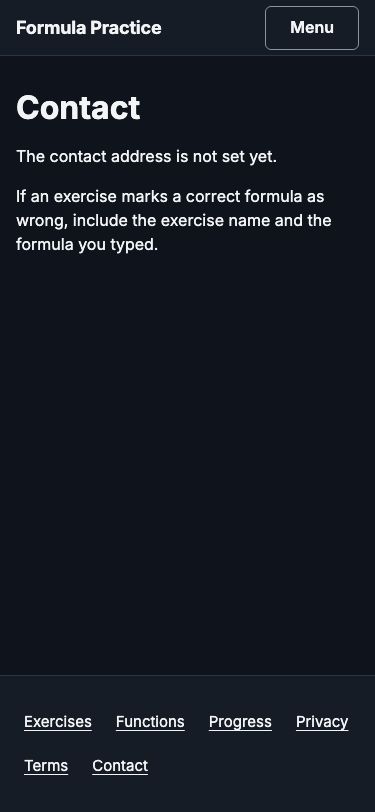 Formula Practice
Menu
Contact
The contact address is not set yet.
If an exercise marks a correct formula as
wrong, include the exercise name and the
formula you typed.
Exercises Functions Progress Privacy
Terms Contact